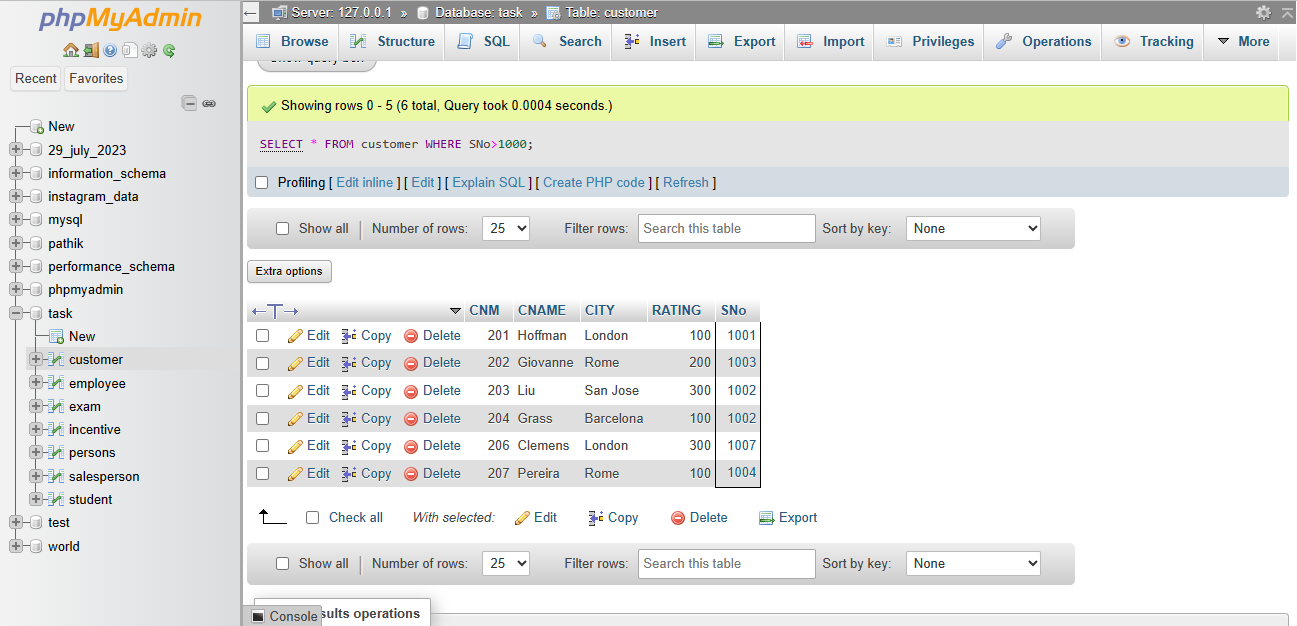 phpMyAdmin
Recent Favorites
New
29_july_2023
information_schema
instagram_data
mysql
pathik
performance_schema
phpmyadmin
task
New
customer
employee
exam
incentive
persons
salesperson
student
test
world
Server: 127.0.0.1 » Database: task » Table: customer
Browse Structure SQL Search Insert Export Import Privileges Operations Tracking More
Show query box
Showing rows 0 - 5 (6 total, Query took 0.0004 seconds.)
SELECT * FROM customer WHERE SNo>1000;
Profiling [ Edit inline ] [ Edit ] [ Explain SQL ] [ Create PHP code ] [ Refresh ]
Show all Number of rows: 25 Filter rows: Search this table Sort by key: None
Extra options
←T→ CNM CNAME CITY RATING SNo
Edit Copy Delete 201 Hoffman London 100 1001
Edit Copy Delete 202 Giovanne Rome 200 1003
Edit Copy Delete 203 Liu San Jose 300 1002
Edit Copy Delete 204 Grass Barcelona 100 1002
Edit Copy Delete 206 Clemens London 300 1007
Edit Copy Delete 207 Pereira Rome 100 1004
Check all With selected: Edit Copy Delete Export
Show all Number of rows: 25 Filter rows: Search this table Sort by key: None
Console sults operations